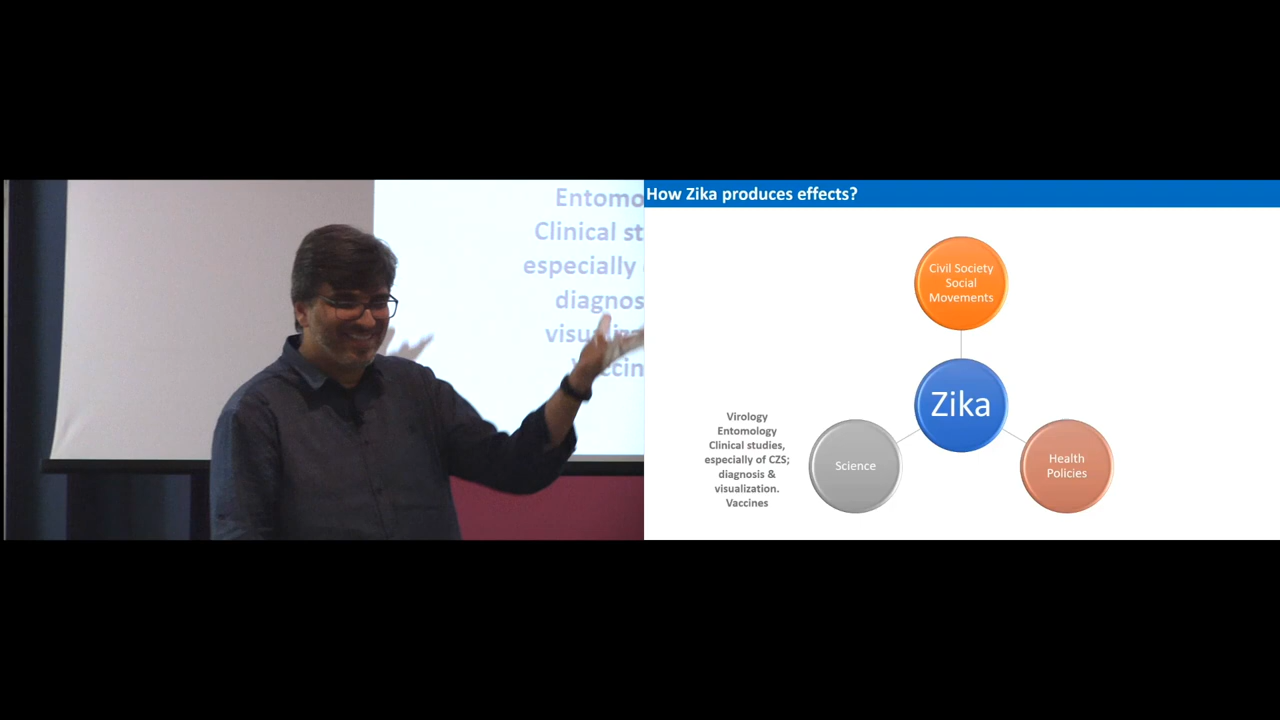 Entomo
Clinical st
especially
diagnos
How Zika produces effects?
Civil Society
Social
Movements
Zika
Virology
Entomology
Clinical studies,
especially of CZS;
diagnosis &
visualization.
Vaccines
Science
Health
Policies